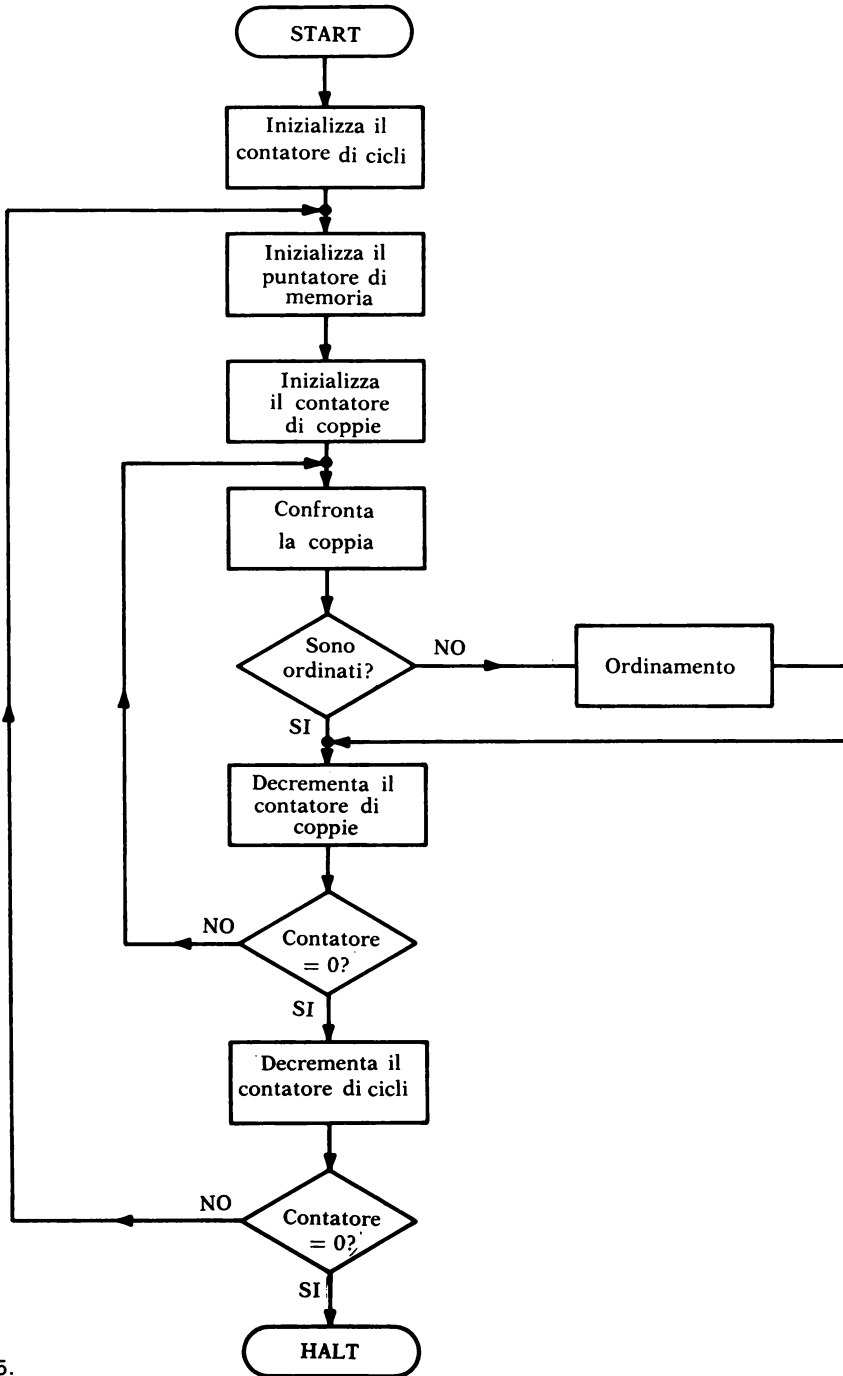 START
Inizializza il
contatore di cicli
Inizializza il
puntatore di
memoria
Inizializza
il contatore
di coppie
Confronta
la coppia
Sono
ordinati?
NO
Ordinamento
SI
Decrementa il
contatore di
coppie
NO
Contatore
= 0?
SI
Decrementa il
contatore di cicli
NO
Contatore
= 0?
SI
HALT
5.